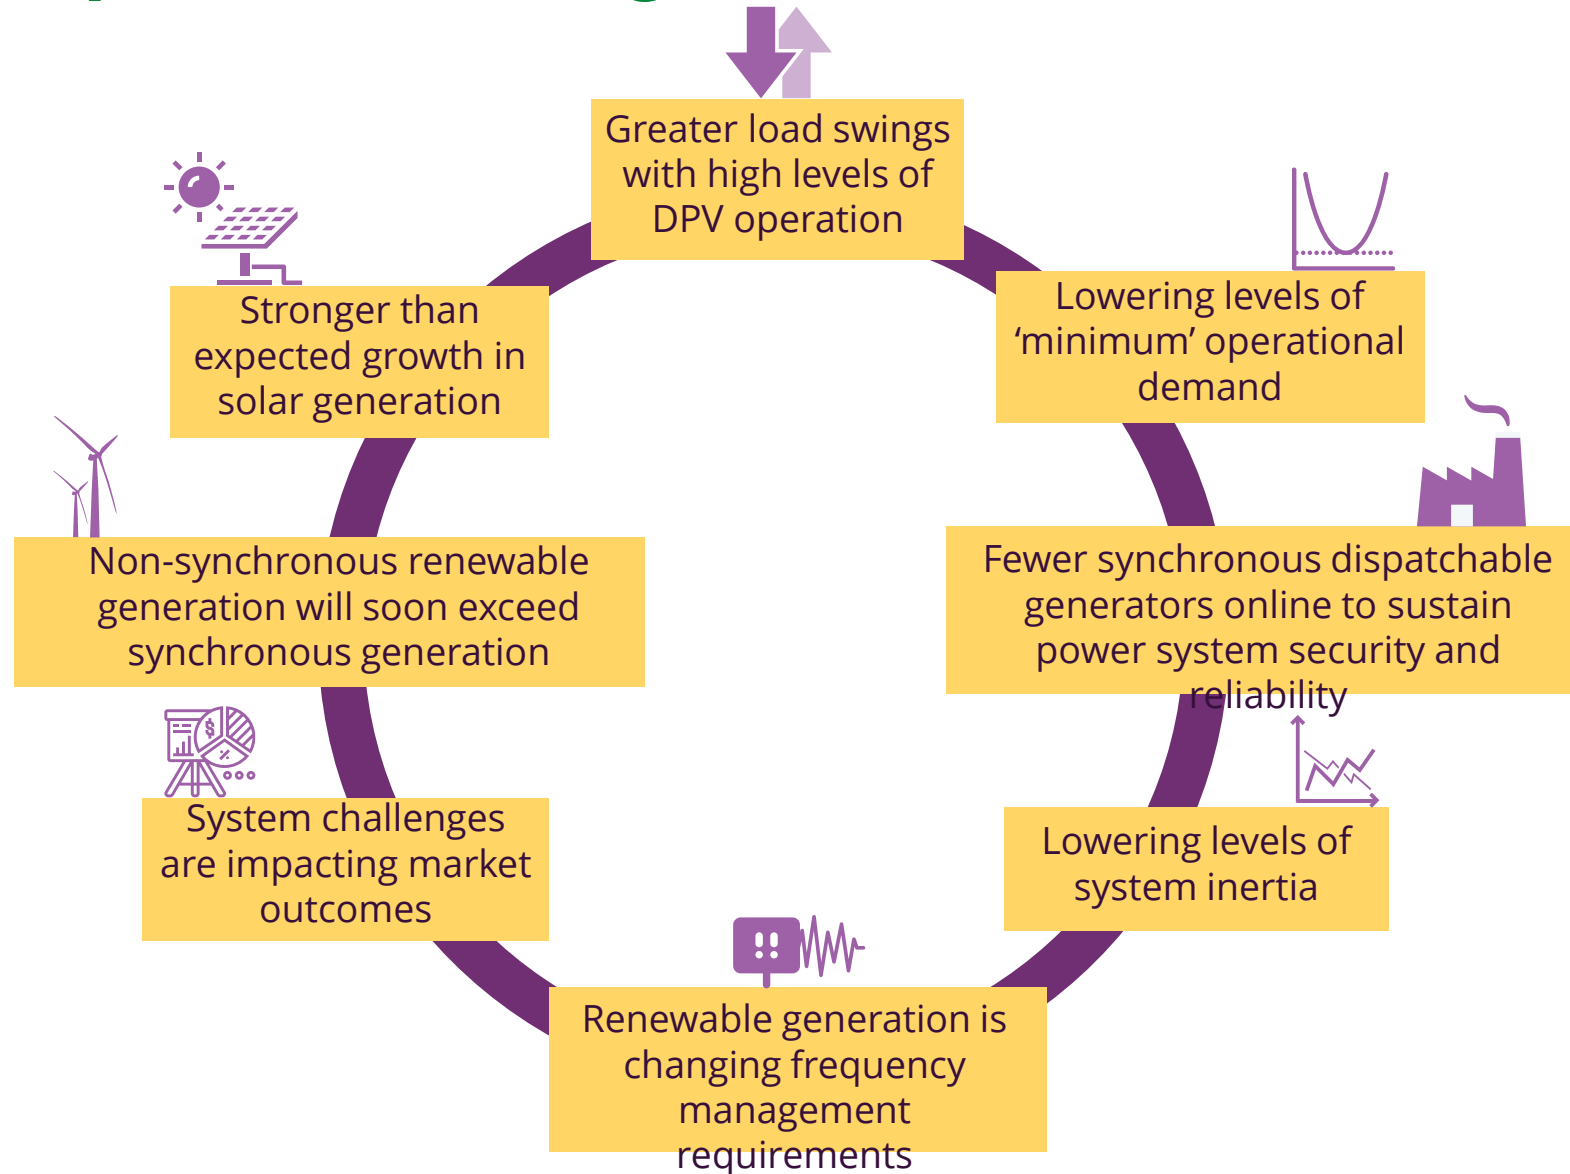 Greater load swings
with high levels of
DPV operation
Stronger than
expected growth in
solar generation
Lowering levels of
‘minimum’ operational
demand
Non-synchronous renewable
generation will soon exceed
synchronous generation
Fewer synchronous dispatchable
generators online to sustain
power system security and
reliability
System challenges
are impacting market
outcomes
Lowering levels of
system inertia
Renewable generation is
changing frequency
management
requirements